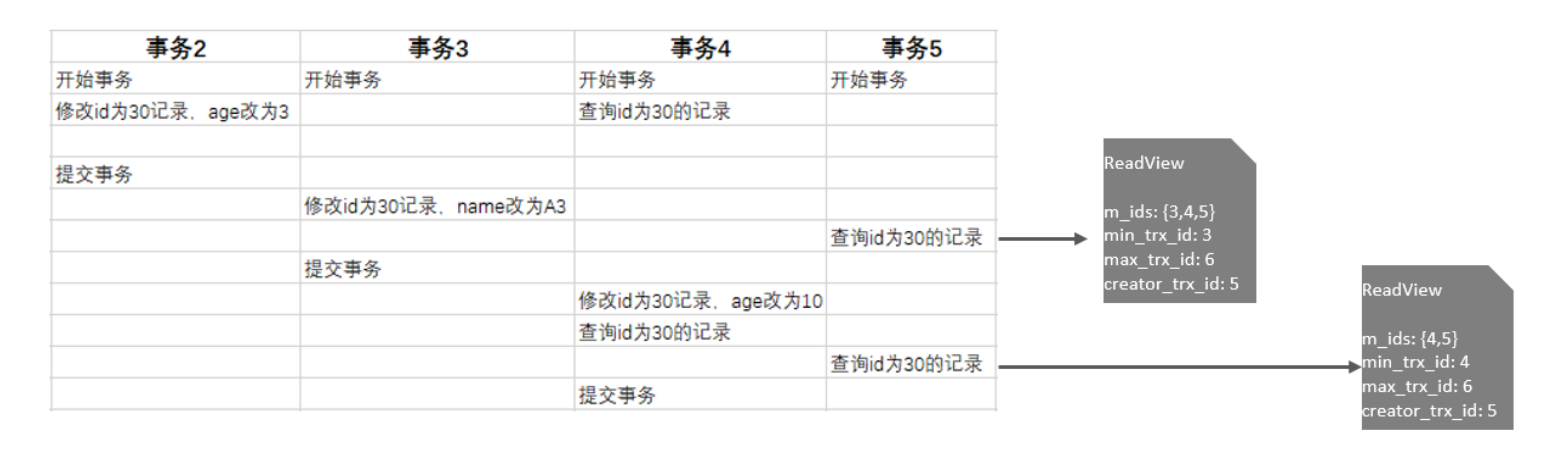 事务2 事务3 事务4 事务5
开始事务 开始事务 开始事务 开始事务
修改id为30记录，age改为3 查询id为30的记录
提交事务
修改id为30记录，name改为A3
查询id为30的记录
提交事务
修改id为30记录，age改为10
查询id为30的记录
查询id为30的记录
提交事务
ReadView
m_ids: {3,4,5}
min_trx_id: 3
max_trx_id: 6
creator_trx_id: 5
ReadView
m_ids: {4,5}
min_trx_id: 4
max_trx_id: 6
creator_trx_id: 5